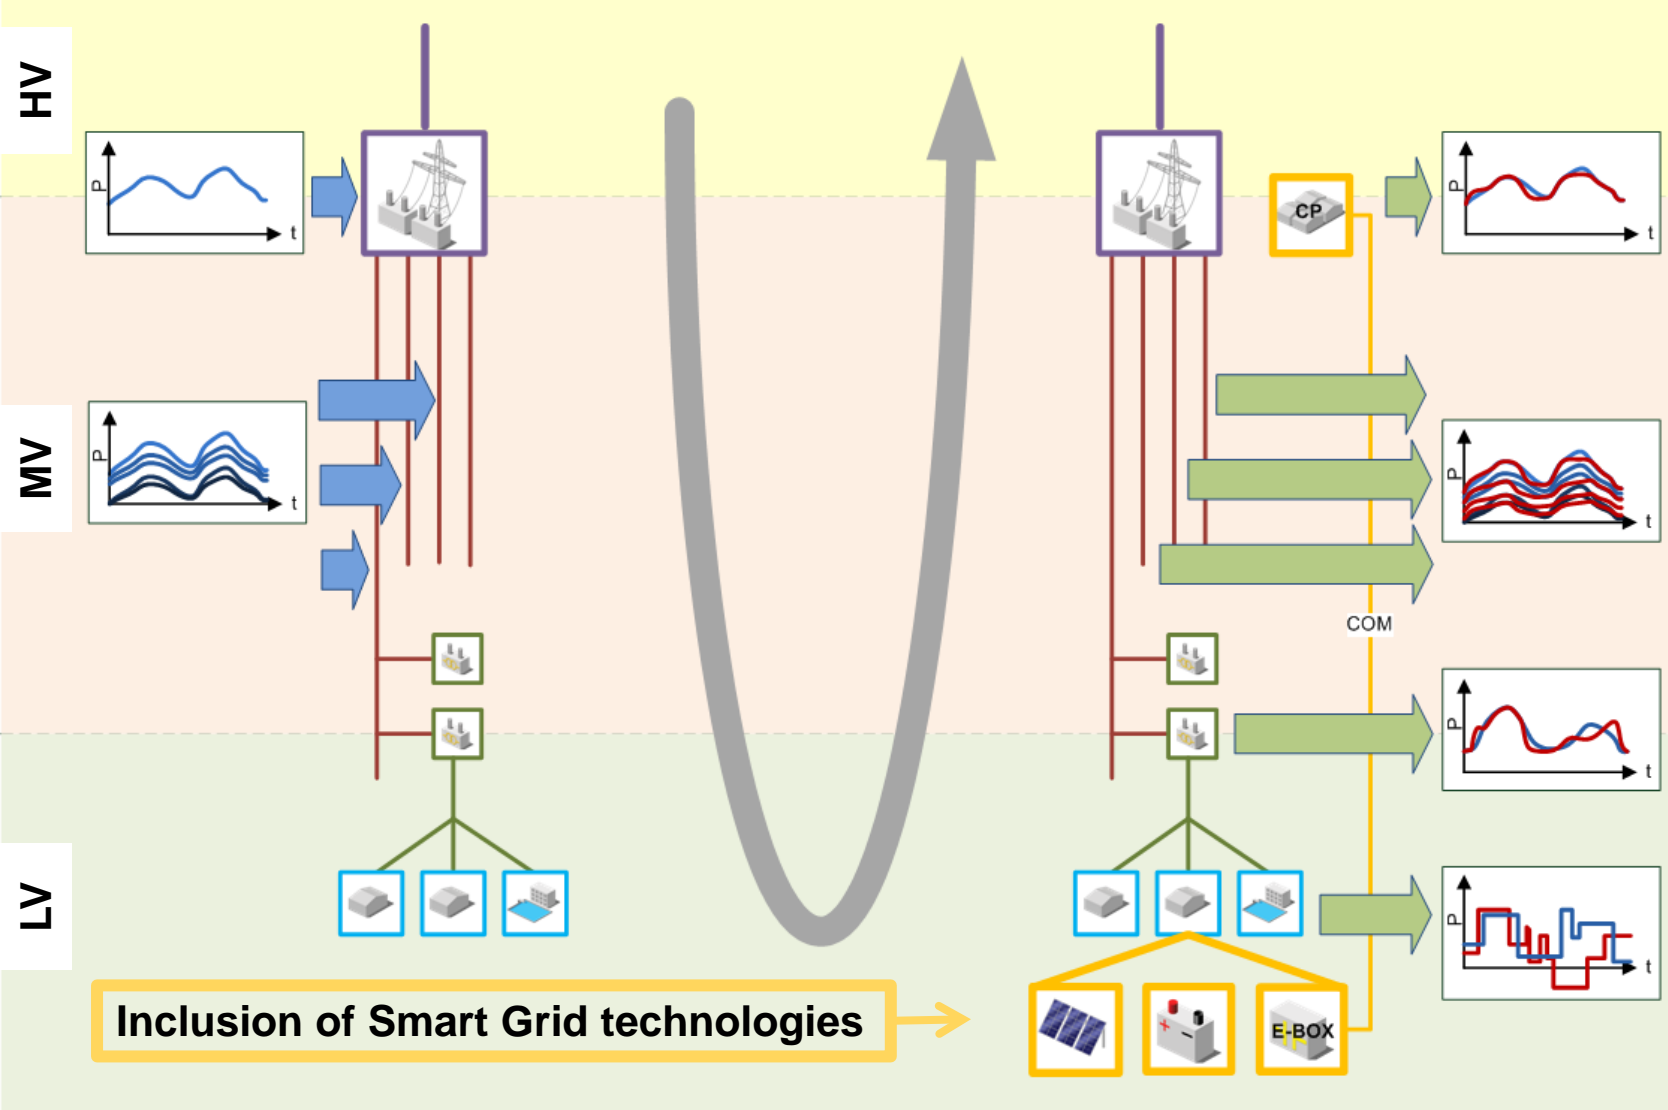 HV
P
t
CP
P
t
MV
P
t
P
t
COM
P
t
LV
P
t
Inclusion of Smart Grid technologies
+
-
E-BOX